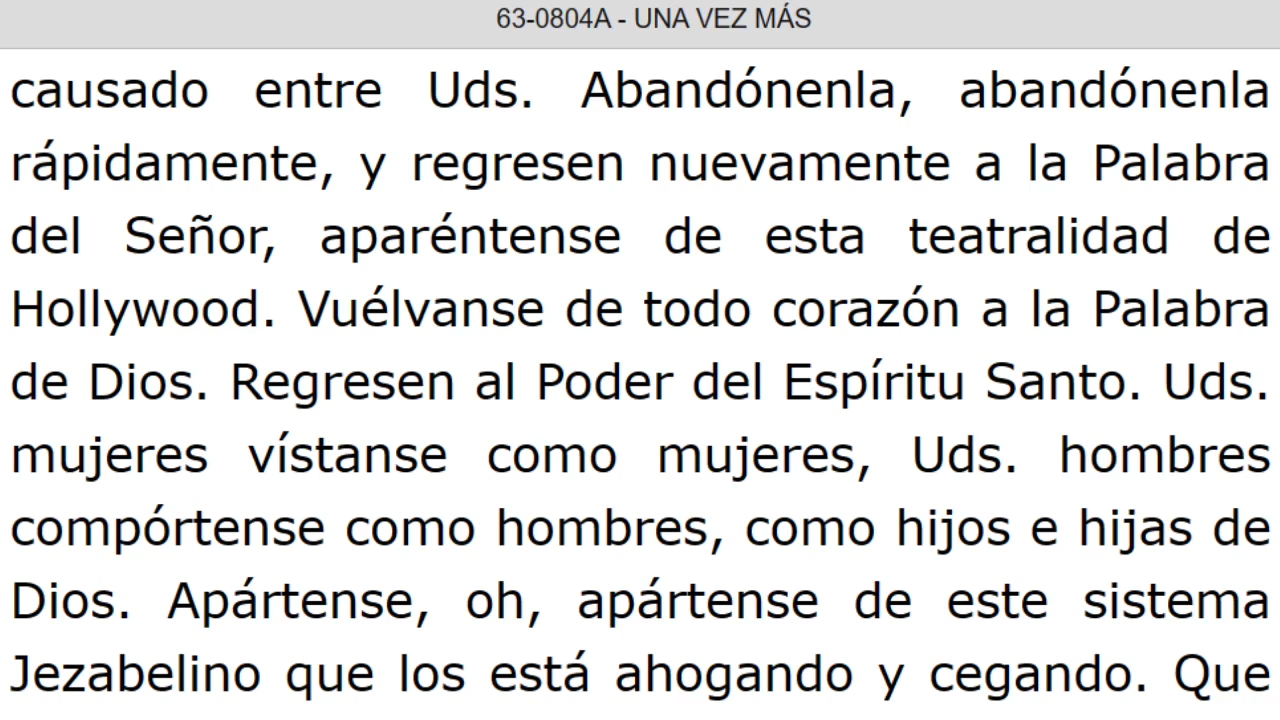 63-0804A - UNA VEZ MÁS
causado entre Uds. Abandónenla, abandónenla
rápidamente, y regresen nuevamente a la Palabra
del Señor, aparéntense de esta teatralidad de
Hollywood. Vuélvanse de todo corazón a la Palabra
de Dios. Regresen al Poder del Espíritu Santo. Uds.
mujeres vístanse como mujeres, Uds. hombres
compórtense como hombres, como hijos e hijas de
Dios. Apártense, oh, apártense de este sistema
Jezabelino que los está ahogando y cegando. Que